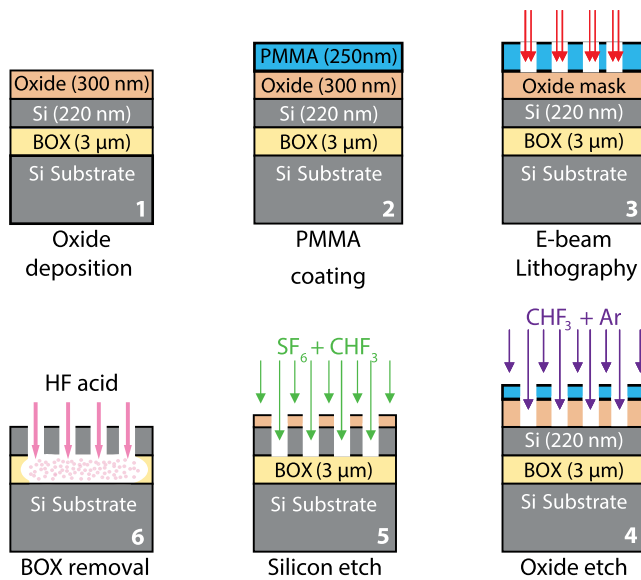 Oxide (300 nm)
Si (220 nm)
BOX (3 µm)
Si Substrate
1
Oxide
deposition
PMMA (250nm)
Oxide (300 nm)
Si (220 nm)
BOX (3 µm)
Si Substrate
2
PMMA
coating
Oxide mask
Si (220 nm)
BOX (3 µm)
Si Substrate
3
E-beam
Lithography
HF acid
Si Substrate
6
BOX removal
SF₆ + CHF₃
BOX (3 µm)
Si Substrate
5
Silicon etch
CHF₃ + Ar
Si (220 nm)
BOX (3 µm)
Si Substrate
4
Oxide etch